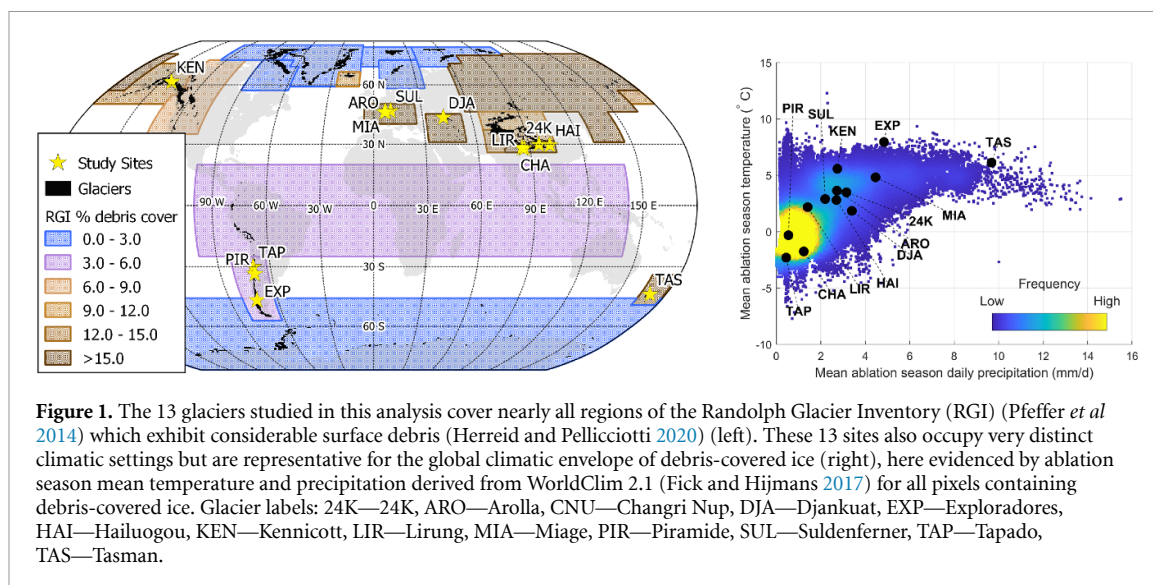 KEN
60 N
ARO
SUL
DJA
MIA
24K
HAI
LIR
30 N
CHA
Study Sites
Glaciers
RGI % debris cover
0.0 - 3.0
3.0 - 6.0
6.0 - 9.0
9.0 - 12.0
12.0 - 15.0
>15.0
90 W
60 W
30 W
0 E
30 E
60 E
90 E
120 E
150 E
TAP
PIR
30 S
EXP
TAS
60 S
Mean ablation season temperature (° C)
15
10
5
0
-5
-10
PIR
SUL
KEN
EXP
TAS
MIA
24K
ARO
DJA
HAI
LIR
CHA
TAP
Frequency
Low
High
0
2
4
6
8
10
12
14
16
Mean ablation season daily precipitation (mm/d)
Figure 1. The 13 glaciers studied in this analysis cover nearly all regions of the Randolph Glacier Inventory (RGI) (Pfeffer et al
2014) which exhibit considerable surface debris (Herreid and Pellicciotti 2020) (left). These 13 sites also occupy very distinct
climatic settings but are representative for the global climatic envelope of debris-covered ice (right), here evidenced by ablation
season mean temperature and precipitation derived from WorldClim 2.1 (Fick and Hijmans 2017) for all pixels containing
debris-covered ice. Glacier labels: 24K—24K, ARO—Arolla, CNU—Changri Nup, DJA—Djankuat, EXP—Exploradores,
HAI—Hailuogou, KEN—Kennicott, LIR—Lirung, MIA—Miage, PIR—Piramide, SUL—Suldenferner, TAP—Tapado,
TAS—Tasman.